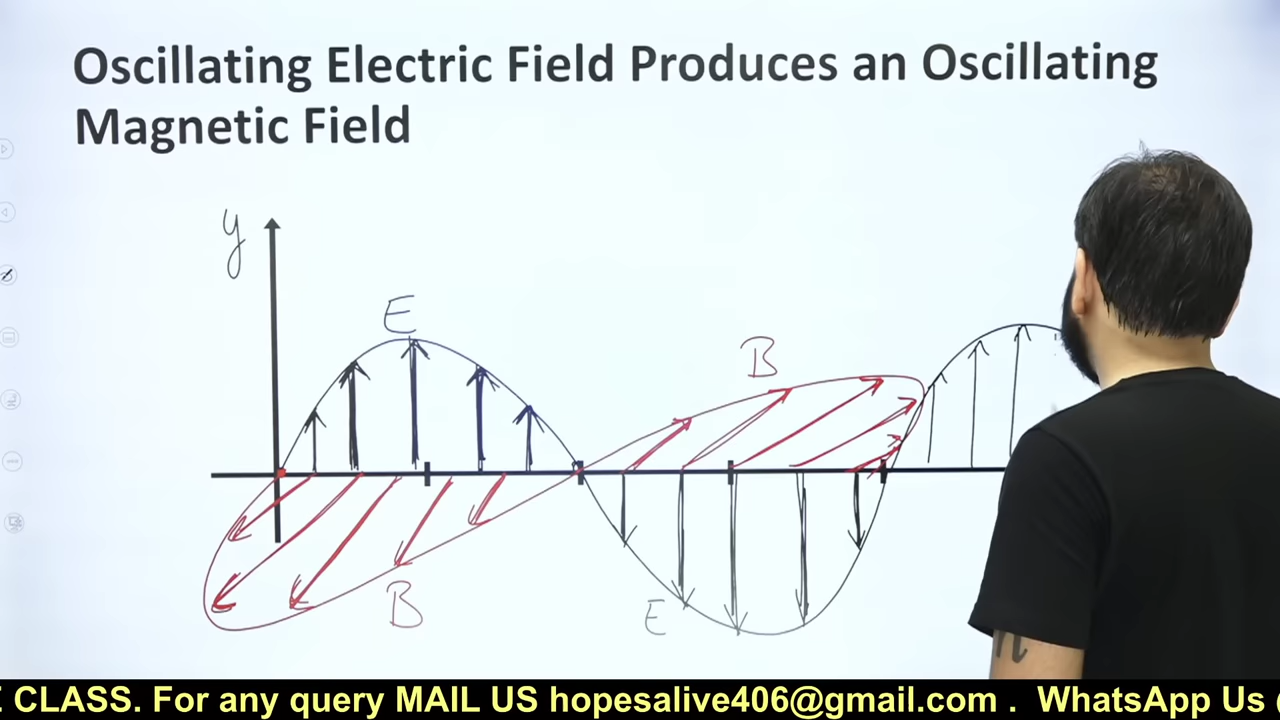 Oscillating Electric Field Produces an Oscillating
Magnetic Field
y
E
B
B
E
CLASS. For any query MAIL US hopesalive406@gmail.com . WhatsApp Us